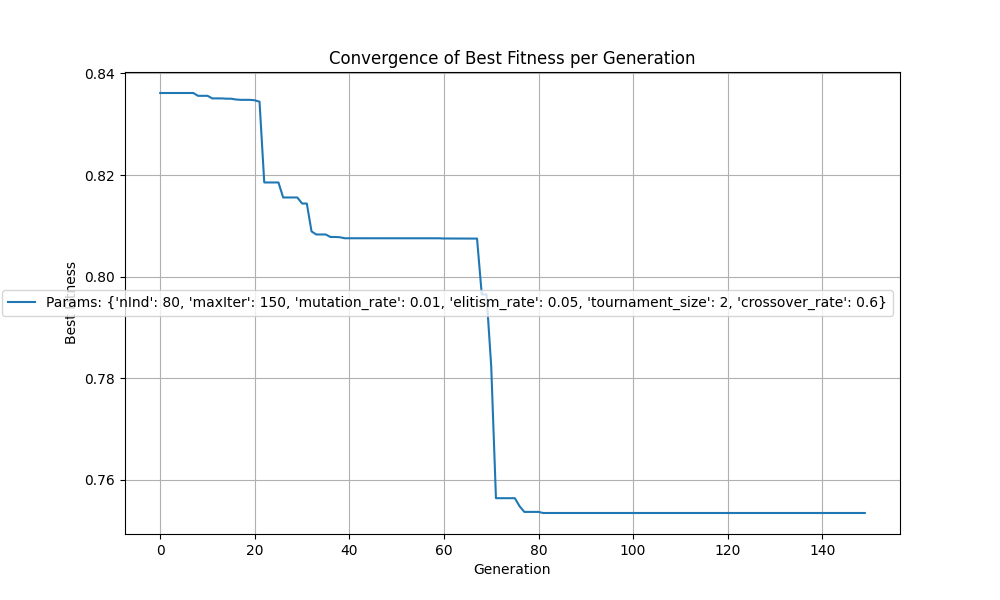 Convergence of Best Fitness per Generation
0.84
0.82
0.80
0.78
0.76
Best Fitness
Params: {'nInd': 80, 'maxIter': 150, 'mutation_rate': 0.01, 'elitism_rate': 0.05, 'tournament_size': 2, 'crossover_rate': 0.6}
0 20 40 60 80 100 120 140
Generation